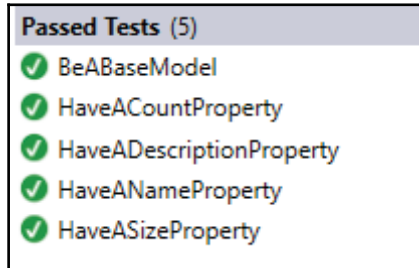 Passed Tests (5)
BeABaseModel
HaveACountProperty
HaveADescriptionProperty
HaveANameProperty
HaveASizeProperty